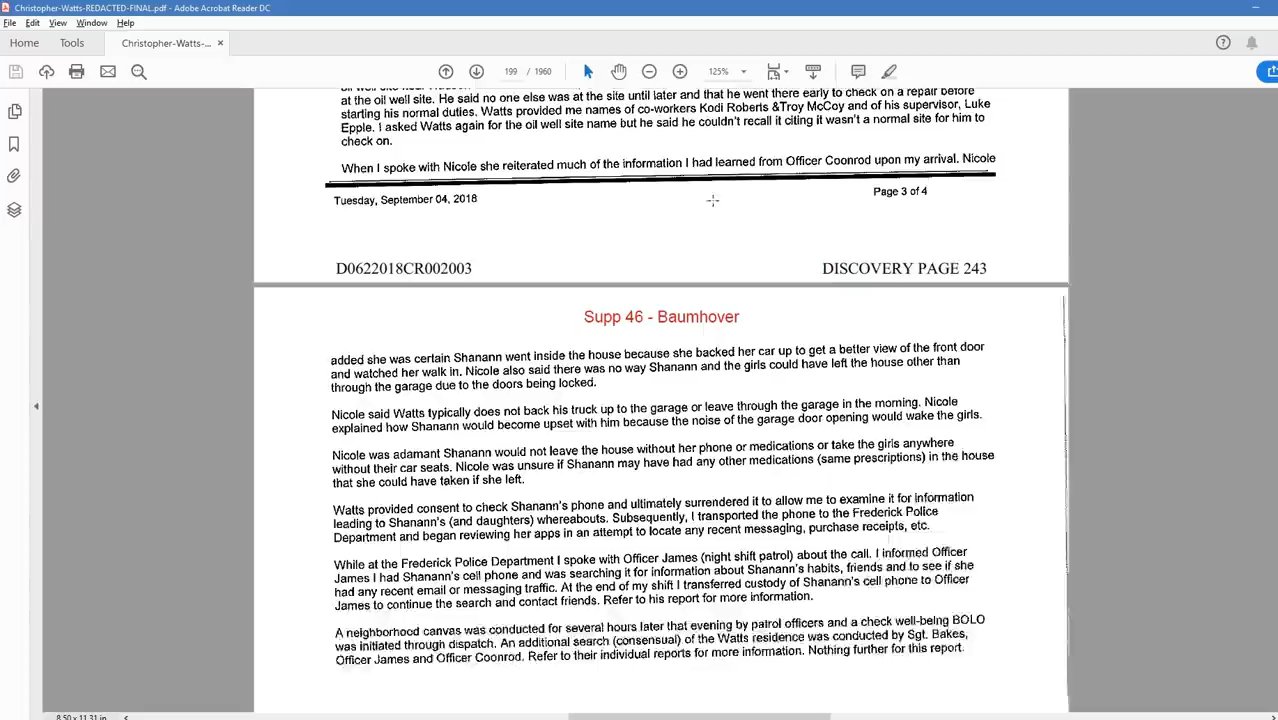 Christopher-Watts-REDACTED-FINAL.pdf - Adobe Acrobat Reader DC
File Edit View Window Help
Home Tools Christopher-Watts-... ×
199 / 1960 125%
at the oil well site. He said no one else was at the site until later and that he went there early to check on a repair before
starting his normal duties. Watts provided me names of co-workers Kodi Roberts &Troy McCoy and of his supervisor, Luke
Epple. I asked Watts again for the oil well site name but he said he couldn't recall it citing it wasn't a normal site for him to
check on.
When I spoke with Nicole she reiterated much of the information I had learned from Officer Coonrod upon my arrival. Nicole
Tuesday, September 04, 2018 Page 3 of 4
D0622018CR002003 DISCOVERY PAGE 243
Supp 46 - Baumhover
added she was certain Shanann went inside the house because she backed her car up to get a better view of the front door
and watched her walk in. Nicole also said there was no way Shanann and the girls could have left the house other than
through the garage due to the doors being locked.
Nicole said Watts typically does not back his truck up to the garage or leave through the garage in the morning. Nicole
explained how Shanann would become upset with him because the noise of the garage door opening would wake the girls.
Nicole was adamant Shanann would not leave the house without her phone or medications or take the girls anywhere
without their car seats. Nicole was unsure if Shanann may have had any other medications (same prescriptions) in the house
that she could have taken if she left.
Watts provided consent to check Shanann's phone and ultimately surrendered it to allow me to examine it for information
leading to Shanann's (and daughters) whereabouts. Subsequently, I transported the phone to the Frederick Police
Department and began reviewing her apps in an attempt to locate any recent messaging, purchase receipts, etc.
While at the Frederick Police Department I spoke with Officer James (night shift patrol) about the call. I informed Officer
James I had Shanann's cell phone and was searching it for information about Shanann's habits, friends and to see if she
had any recent email or messaging traffic. At the end of my shift I transferred custody of Shanann's cell phone to Officer
James to continue the search and contact friends. Refer to his report for more information.
A neighborhood canvas was conducted for several hours later that evening by patrol officers and a check well-being BOLO
was initiated through dispatch. An additional search (consensual) of the Watts residence was conducted by Sgt. Bakes,
Officer James and Officer Coonrod. Refer to their individual reports for more information. Nothing further for this report.
8.50 x 11.31 in